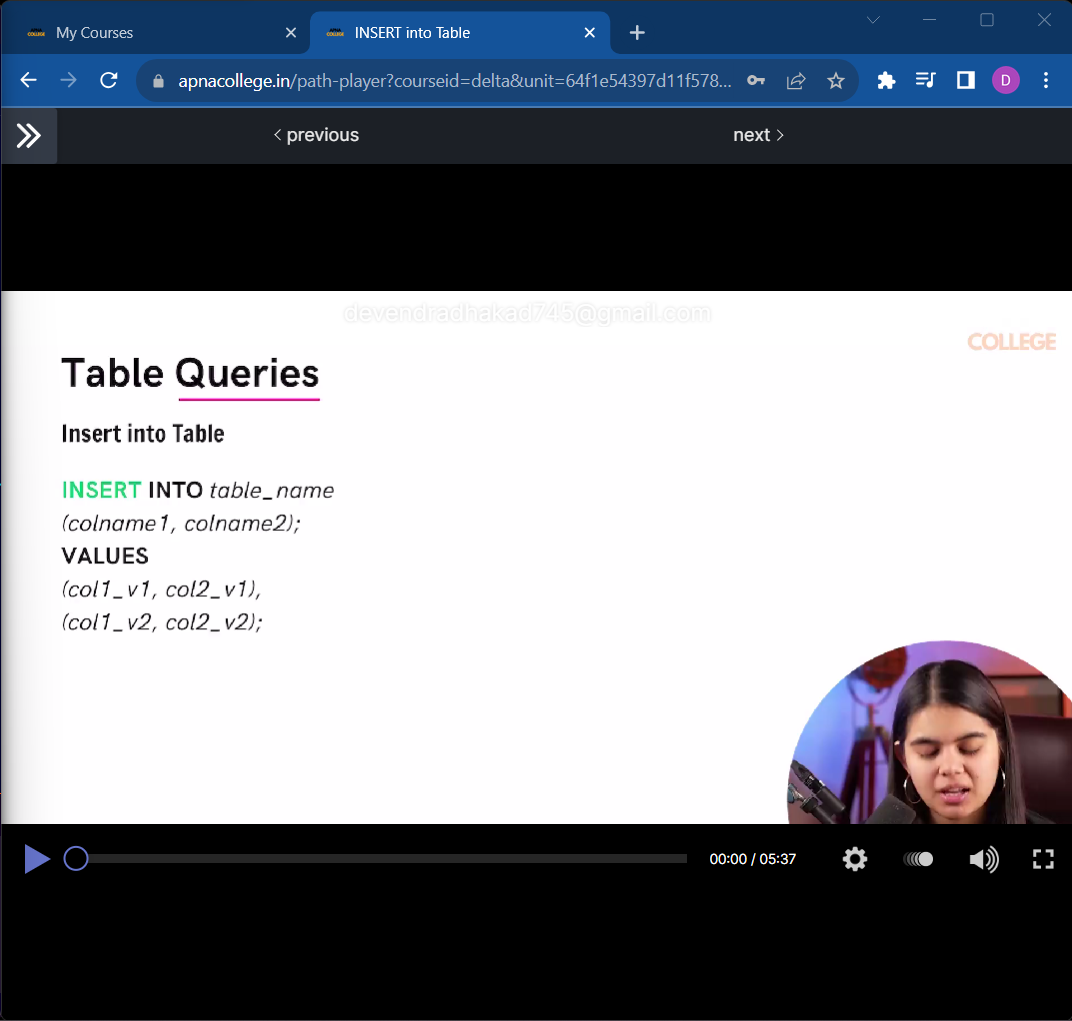 My Courses
INSERT into Table
apnacollege.in/path-player?courseid=delta&unit=64f1e54397d11f578...
D
previous
next
devendradhakad745@gmail.com
COLLEGE
Table Queries
Insert into Table
INSERT INTO table_name
(colname1, colname2);
VALUES
(col1_v1, col2_v1),
(col1_v2, col2_v2);
00:00 / 05:37